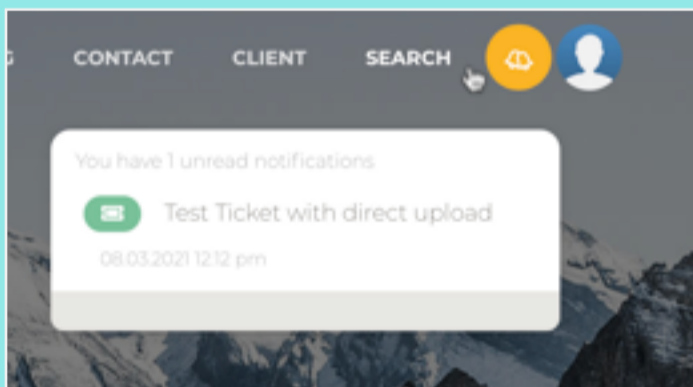 CONTACT CLIENT SEARCH
You have 1 unread notifications
Test Ticket with direct upload
08.03.2021 12:12 pm